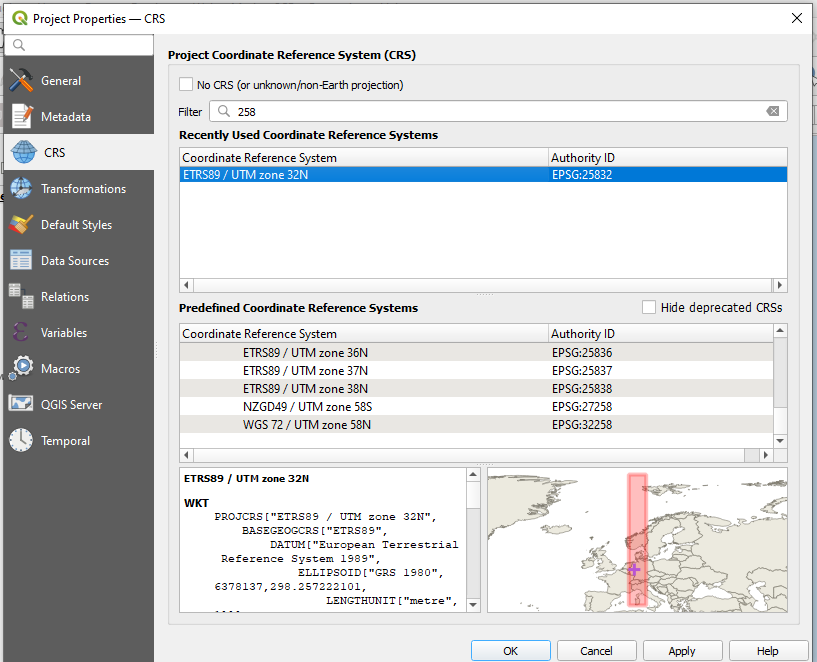 Project Properties — CRS
General
Metadata
CRS
Transformations
Default Styles
Data Sources
Relations
Variables
Macros
QGIS Server
Temporal
Project Coordinate Reference System (CRS)
No CRS (or unknown/non-Earth projection)
Filter 258
Recently Used Coordinate Reference Systems
Coordinate Reference System Authority ID
ETRS89 / UTM zone 32N EPSG:25832
Predefined Coordinate Reference Systems Hide deprecated CRSs
Coordinate Reference System Authority ID
ETRS89 / UTM zone 36N EPSG:25836
ETRS89 / UTM zone 37N EPSG:25837
ETRS89 / UTM zone 38N EPSG:25838
NZGD49 / UTM zone 58S EPSG:27258
WGS 72 / UTM zone 58N EPSG:32258
ETRS89 / UTM zone 32N
WKT
PROJCRS["ETRS89 / UTM zone 32N",
BASEGEOGCRS["ETRS89",
DATUM["European Terrestrial
Reference System 1989",
ELLIPSOID["GRS 1980",
6378137,298.257222101,
LENGTHUNIT["metre",
OK Cancel Apply Help